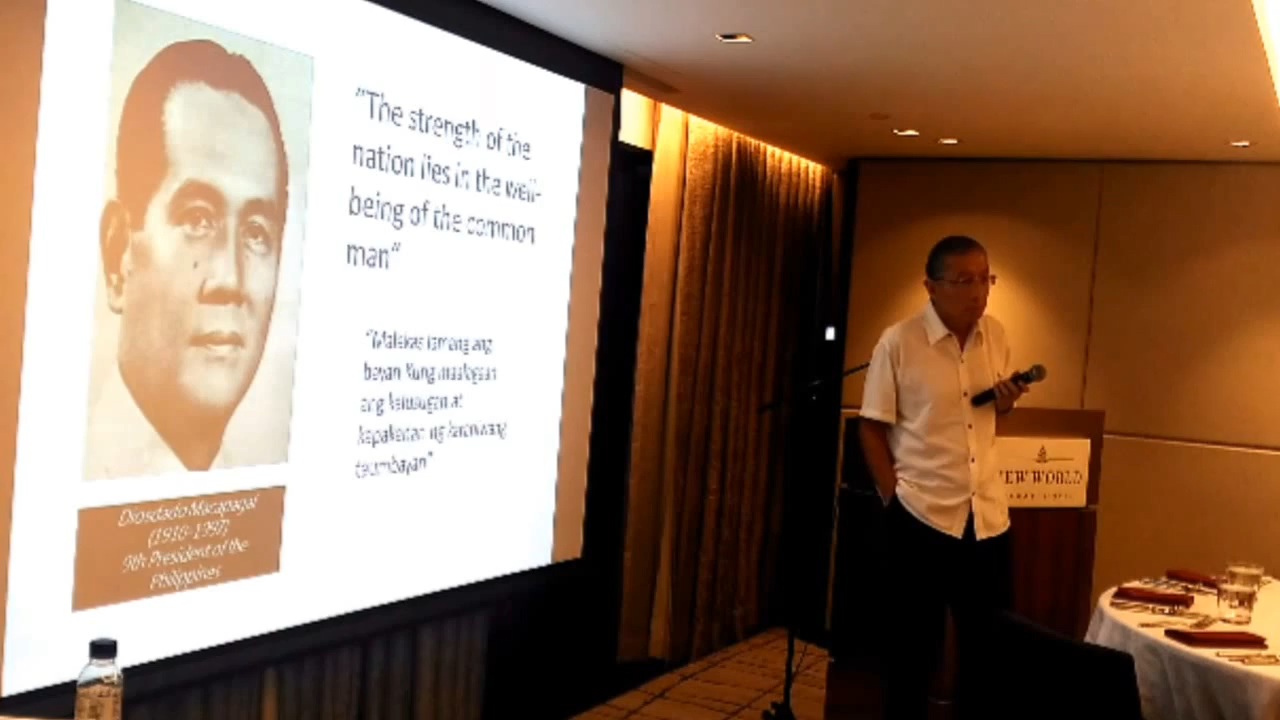 "The strength of the
nation lies in the well-
being of the common
man"
"Malakas lamang ang
bayan kung maalagaan
ang kalusugan at
kapakanan ng karaniwang
taumbayan"
Diosdado Macapagal
(1910-1997)
9th President of the
Philippines
NEW WORLD